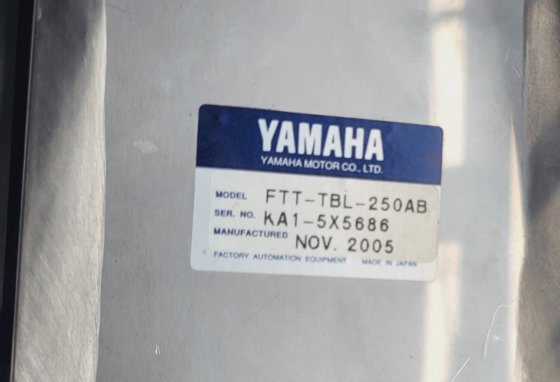 YAMAHA
YAMAHA MOTOR CO., LTD.
MODEL FTT-TBL-250AB
SER. NO. KA1-5X5686
MANUFACTURED NOV. 2005
FACTORY AUTOMATION EQUIPMENT MADE IN JAPAN